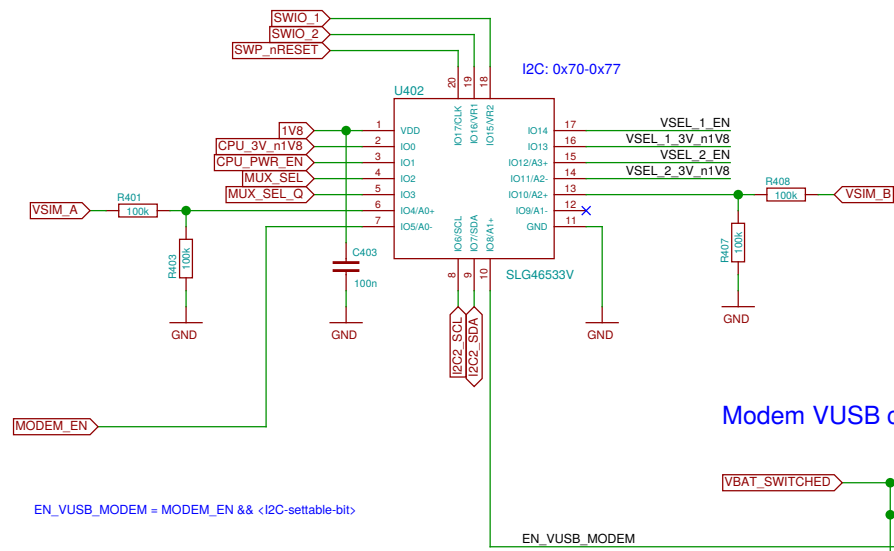 SWIO_1
SWIO_2
SWP_nRESET
I2C: 0x70-0x77
U402
20
19
18
IO17/CLK
IO16/VR1
IO15/VR2
1V8
1
VDD
CPU_3V_n1V8
2
IO0
CPU_PWR_EN
3
IO1
MUX_SEL
4
IO2
MUX_SEL_Q
5
IO3
6
IO4/A0+
7
IO5/A0-
IO14
17
VSEL_1_EN
IO13
16
VSEL_1_3V_n1V8
IO12/A3+
15
VSEL_2_EN
IO11/A2-
14
VSEL_2_3V_n1V8
IO10/A2+
13
IO9/A1-
12
GND
11
IO6/SCL
IO7/SDA
IO8/A1+
8
9
10
SLG46533V
VSIM_A
R401
100k
R403
100k
GND
C403
100n
GND
I2C2_SCL
I2C2_SDA
GND
R408
100k
VSIM_B
R407
100k
GND
MODEM_EN
Modem VUSB
VBAT_SWITCHED
EN_VUSB_MODEM = MODEM_EN && <I2C-settable-bit>
EN_VUSB_MODEM